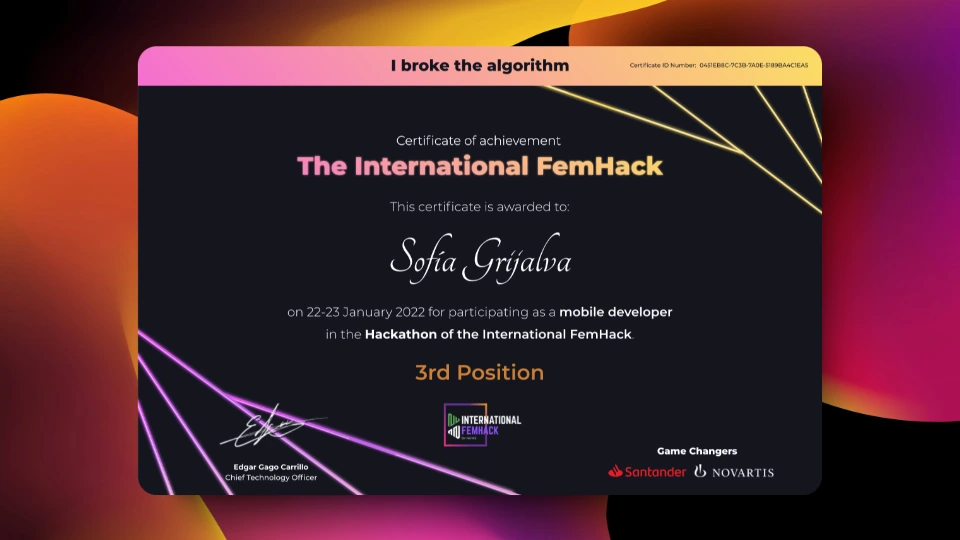 I broke the algorithm
Certificate ID Number: 0451EB8C-7C3B-7A0E-5189BA4C1EA5
Certificate of achievement
The International FemHack
This certificate is awarded to:
Sofía Grijalva
on 22-23 January 2022 for participating as a mobile developer
in the Hackathon of the International FemHack.
3rd Position
INTERNATIONAL
FEMHACK
Edgar Gago Carrillo
Chief Technology Officer
Game Changers
Santander NOVARTIS